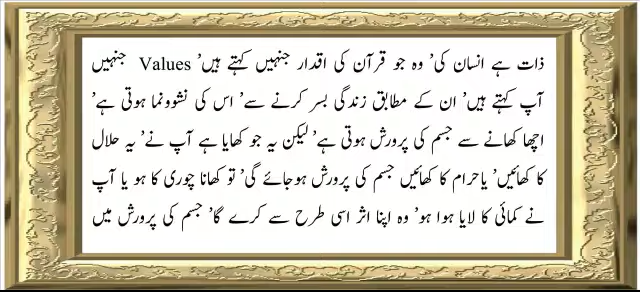 ذات ہے انسان کی’ وہ جو قرآن کی اقدار جنہیں کہتے ہیں’ Values جنہیں
آپ کہتے ہیں’ ان کے مطابق زندگی بسر کرنے سے’ اس کی نشوونما ہوتی ہے’
اچھا کھانے سے جسم کی پرورش ہوتی ہے’ لیکن یہ جو کھایا ہے آپ نے’ یہ حلال
کا کھائیں’ یا حرام کا کھائیں جسم کی پرورش ہوجائے گی’ تو کھانا چوری کا ہو یا آپ
نے کمائی کا لایا ہوا ہو’ وہ اپنا اثر اسی طرح سے کرے گا’ جسم کی پرورش میں